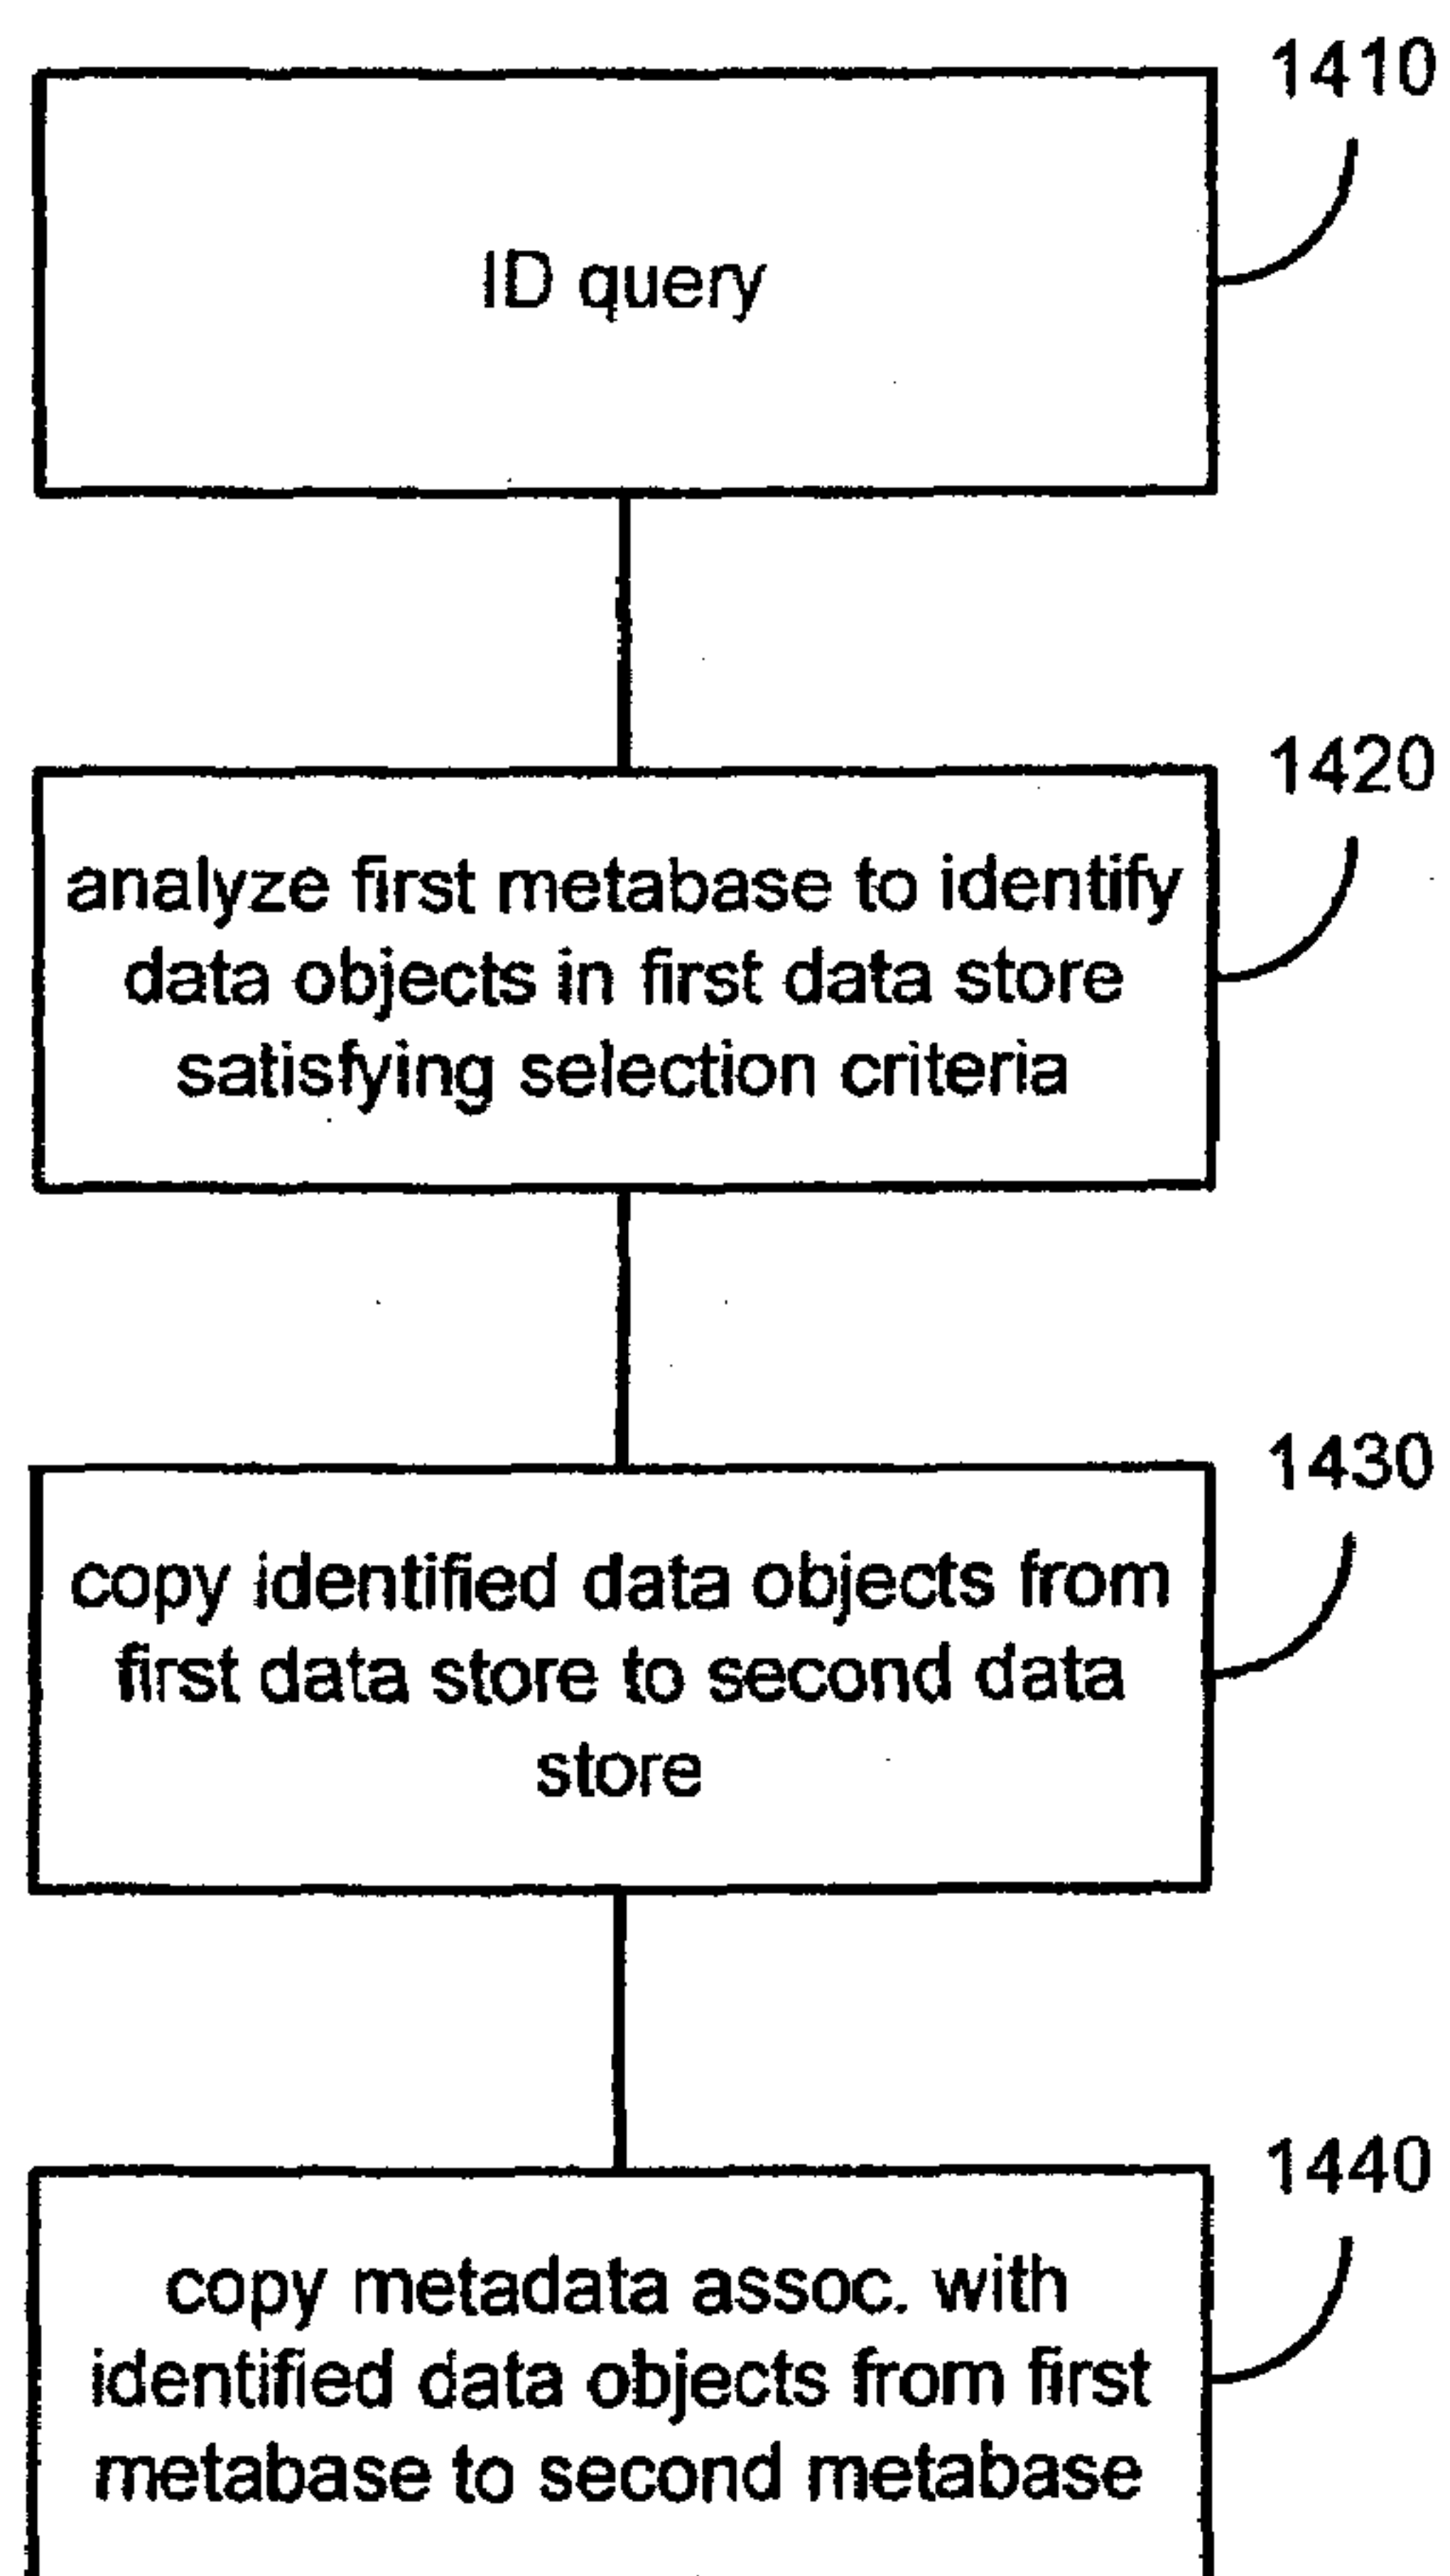 1410
ID query
1420
analyze first metabase to identify
data objects in first data store
satisfying selection criteria
1430
copy identified data objects from
first data store to second data
store
1440
copy metadata assoc. with
identified data objects from first
metabase to second metabase